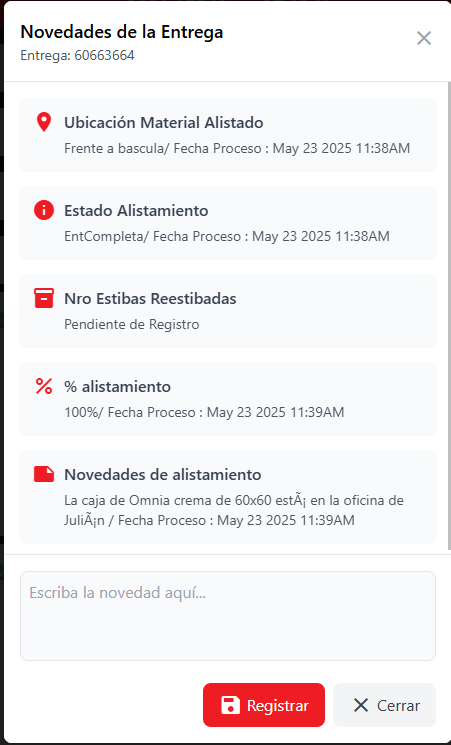 Novedades de la Entrega
Entrega: 60663664
Ubicación Material Alistado
Frente a bascula/ Fecha Proceso : May 23 2025 11:38AM
Estado Alistamiento
EntCompleta/ Fecha Proceso : May 23 2025 11:38AM
Nro Estibas Reestibadas
Pendiente de Registro
% alistamiento
100%/ Fecha Proceso : May 23 2025 11:39AM
Novedades de alistamiento
La caja de Omnia crema de 60x60 estÃ¡ en la oficina de
JuliÃ¡n / Fecha Proceso : May 23 2025 11:39AM
Escriba la novedad aquí...
Registrar
Cerrar